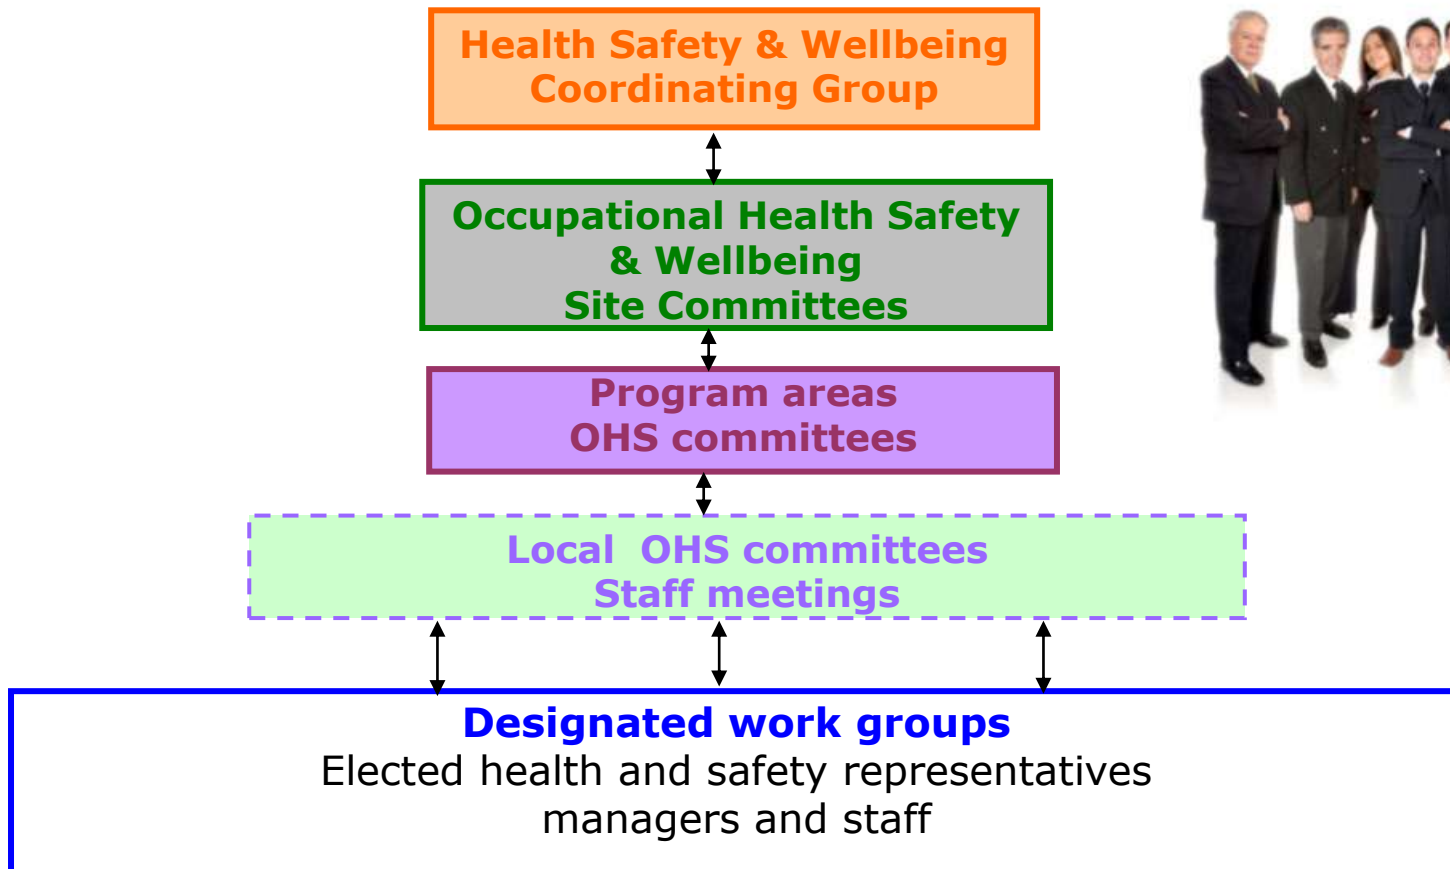 Health Safety & Wellbeing
Coordinating Group
Occupational Health Safety
& Wellbeing
Site Committees
Program areas
OHS committees
Local  OHS committees
Staff meetings
Designated work groups
Elected health and safety representatives
managers and staff